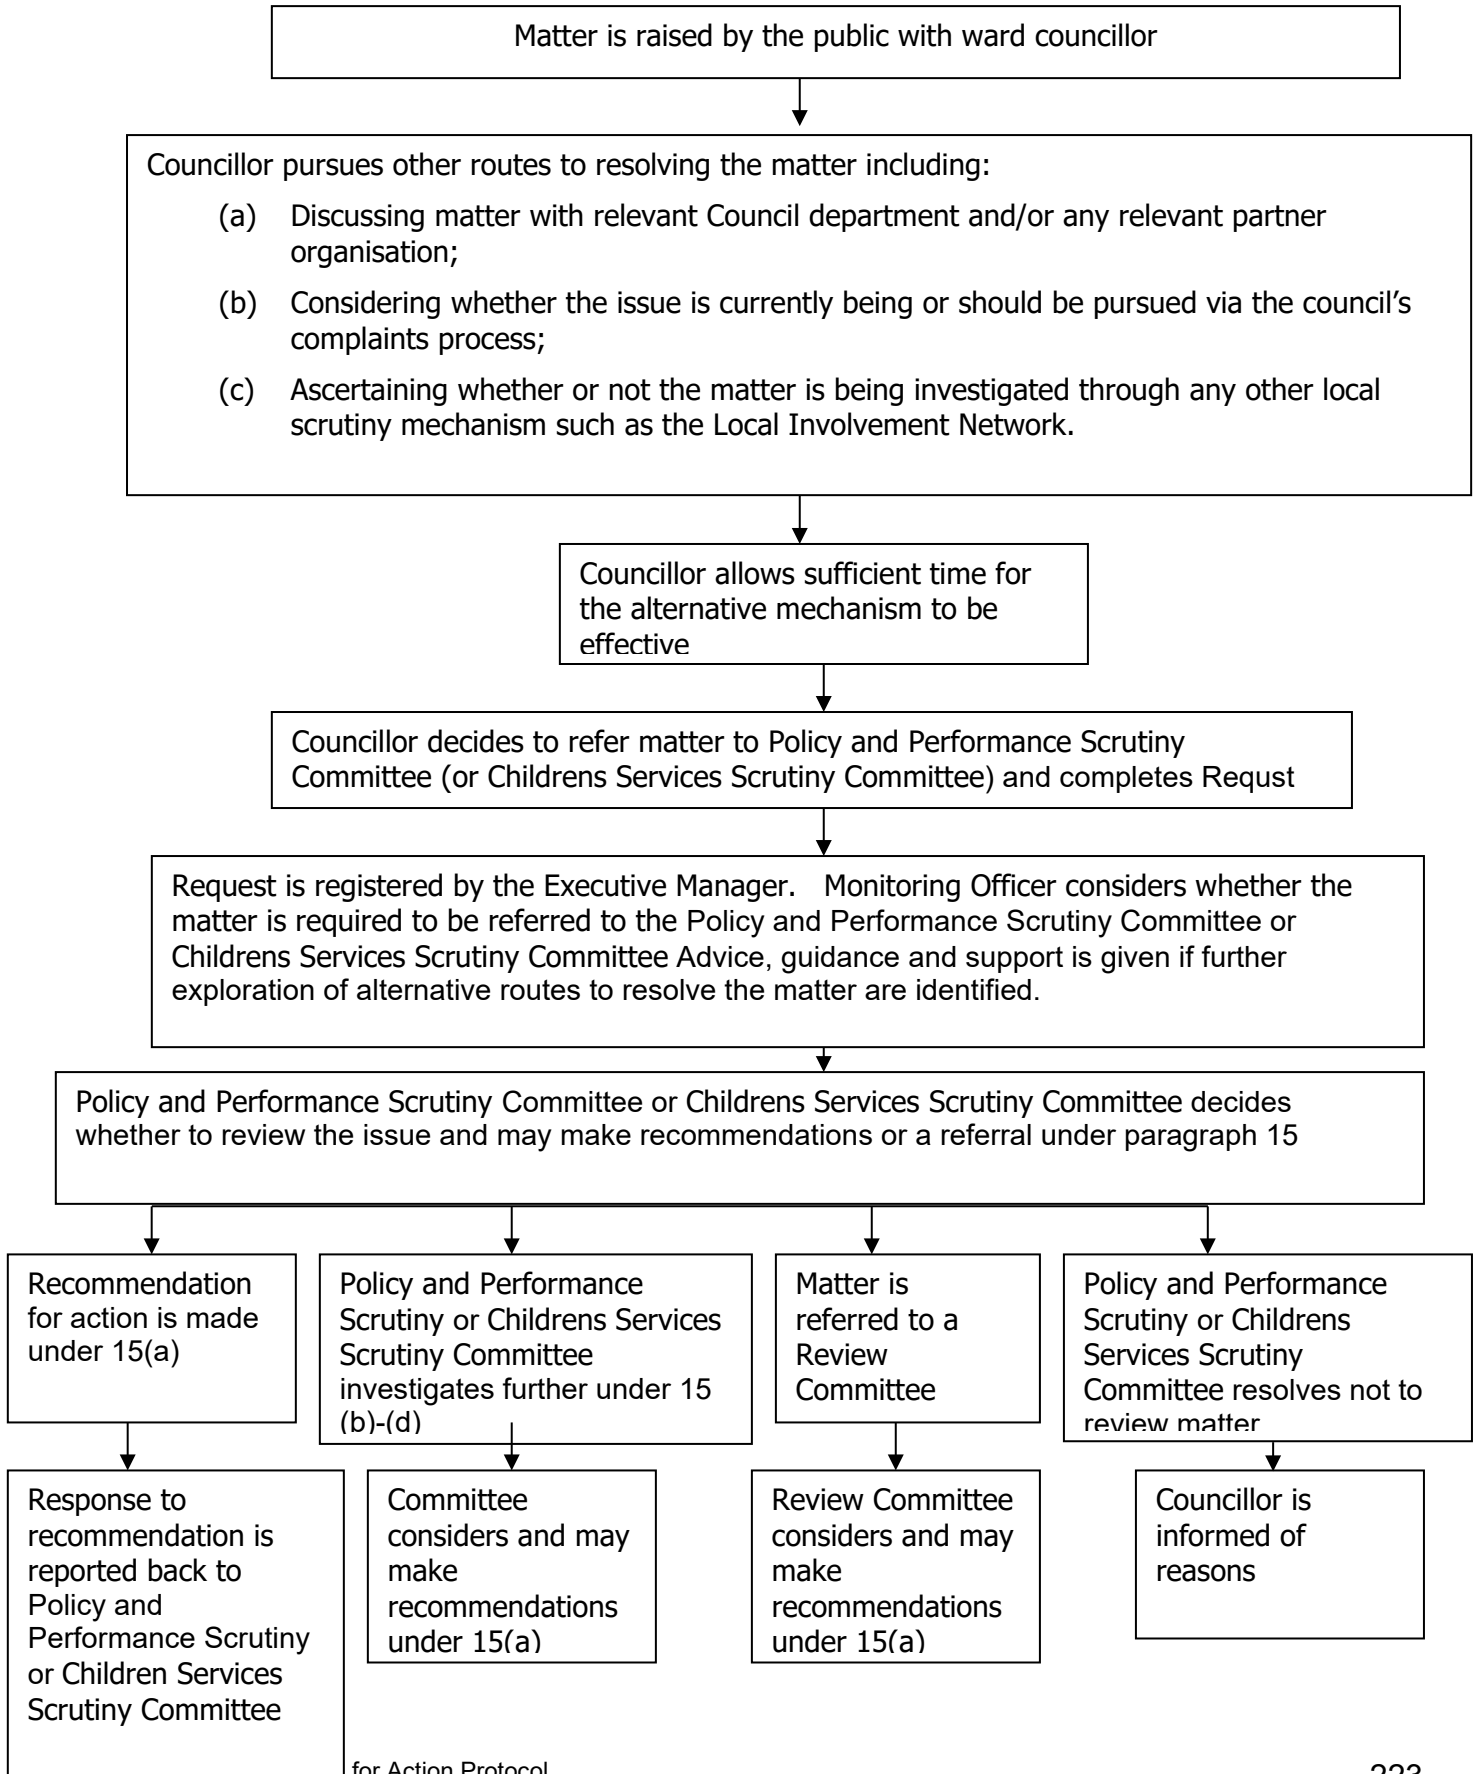 Matter is raised by the public with ward councillor
Councillor pursues other routes to resolving the matter including:
(a) Discussing matter with relevant Council department and/or any relevant partner
organisation;
(b) Considering whether the issue is currently being or should be pursued via the council’s
complaints process;
(c) Ascertaining whether or not the matter is being investigated through any other local
scrutiny mechanism such as the Local Involvement Network.
Councillor allows sufficient time for
the alternative mechanism to be
effective
Councillor decides to refer matter to Policy and Performance Scrutiny
Committee (or Childrens Services Scrutiny Committee) and completes Requst
Request is registered by the Executive Manager. Monitoring Officer considers whether the
matter is required to be referred to the Policy and Performance Scrutiny Committee or
Childrens Services Scrutiny Committee Advice, guidance and support is given if further
exploration of alternative routes to resolve the matter are identified.
Policy and Performance Scrutiny Committee or Childrens Services Scrutiny Committee decides
whether to review the issue and may make recommendations or a referral under paragraph 15
Recommendation
for action is made
under 15(a)
Policy and Performance
Scrutiny or Childrens Services
Scrutiny Committee
investigates further under 15
(b)-(d)
Matter is
referred to a
Review
Committee
Policy and Performance
Scrutiny or Childrens
Services Scrutiny
Committee resolves not to
review matter
Response to
recommendation is
reported back to
Policy and
Performance Scrutiny
or Children Services
Scrutiny Committee
Committee
considers and may
make
recommendations
under 15(a)
Review Committee
considers and may
make
recommendations
under 15(a)
Councillor is
informed of
reasons
for Action Protocol
223